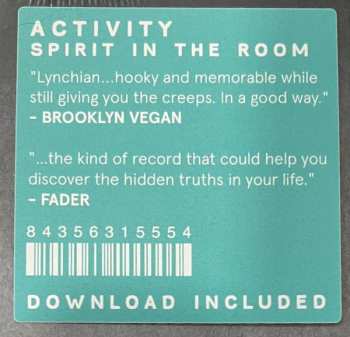 ACTIVITY
SPIRIT IN THE ROOM
"Lynchian...hooky and memorable while
still giving you the creeps. In a good way."
- BROOKLYN VEGAN
"...the kind of record that could help you
discover the hidden truths in your life."
- FADER
84356315554
DOWNLOAD INCLUDED